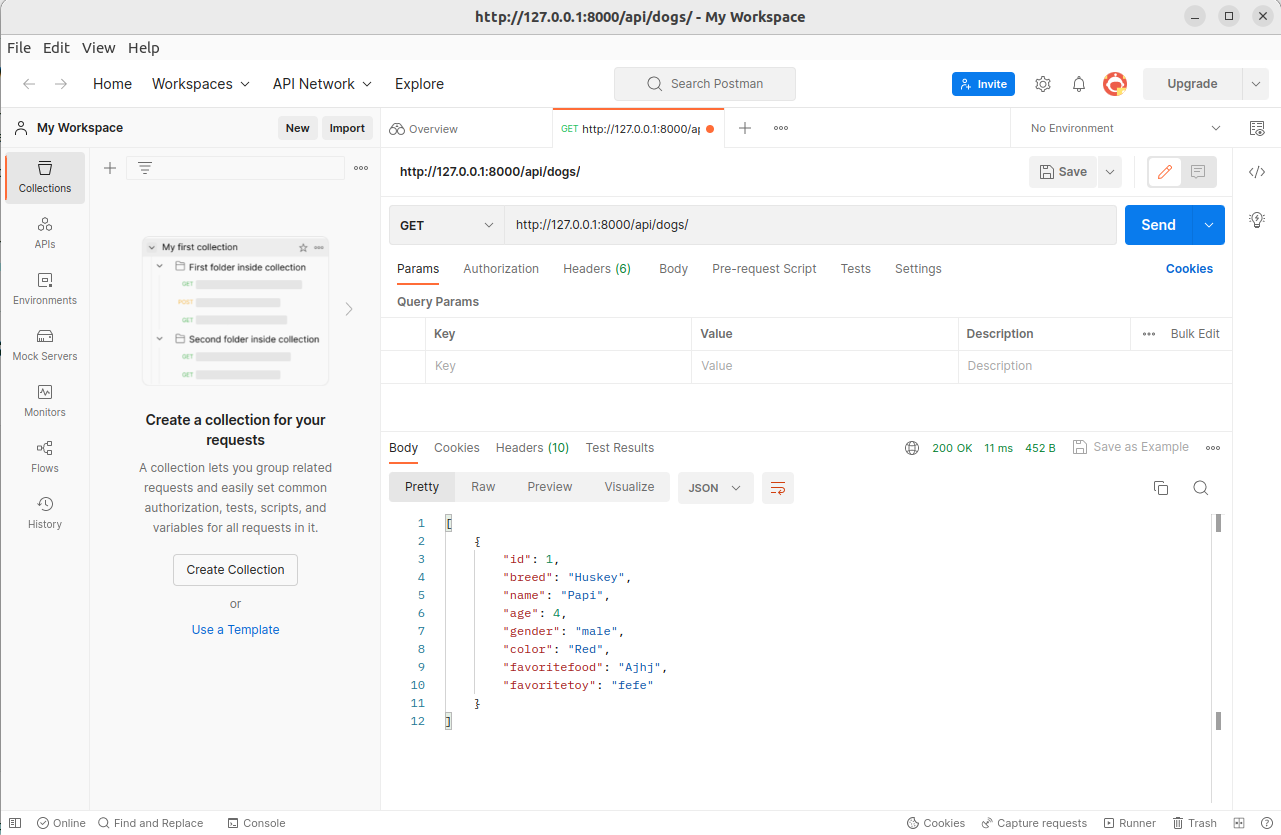 http://127.0.0.1:8000/api/dogs/ - My Workspace
File Edit View Help
Home Workspaces API Network Explore
Search Postman
Invite
Upgrade
My Workspace
New Import
Overview
GET http://127.0.0.1:8000/ap
No Environment
Collections
APIs
Environments
Mock Servers
Monitors
Flows
History
My first collection
First folder inside collection
GET
POST
GET
Second folder inside collection
GET
GET
Create a collection for your
requests
A collection lets you group related
requests and easily set common
authorization, tests, scripts, and
variables for all requests in it.
Create Collection
or
Use a Template
http://127.0.0.1:8000/api/dogs/
Save
GET http://127.0.0.1:8000/api/dogs/
Send
Params Authorization Headers (6) Body Pre-request Script Tests Settings Cookies
Query Params
Key Value Description Bulk Edit
Key Value Description
Body Cookies Headers (10) Test Results 200 OK 11 ms 452 B Save as Example
Pretty Raw Preview Visualize JSON
1 [
2 {
3 "id": 1,
4 "breed": "Huskey",
5 "name": "Papi",
6 "age": 4,
7 "gender": "male",
8 "color": "Red",
9 "favoritefood": "Ajhj",
10 "favoritetoy": "fefe"
11 }
12 ]
Online Find and Replace Console Cookies Capture requests Runner Trash